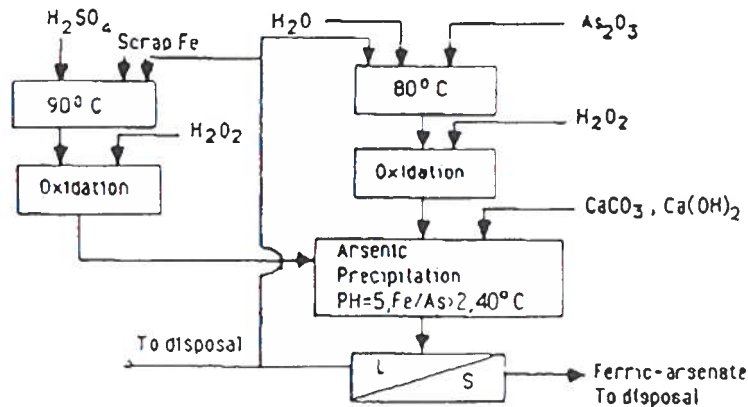 H₂SO₄
Scrap Fe
H₂O
As₂O₃
90° C
80° C
H₂O₂
H₂O₂
Oxidation
Oxidation
CaCO₃, Ca(OH)₂
Arsenic
Precipitation
PH=5, Fe/As>2, 40°C
To disposal
L
S
Ferric-arsenate
To disposal